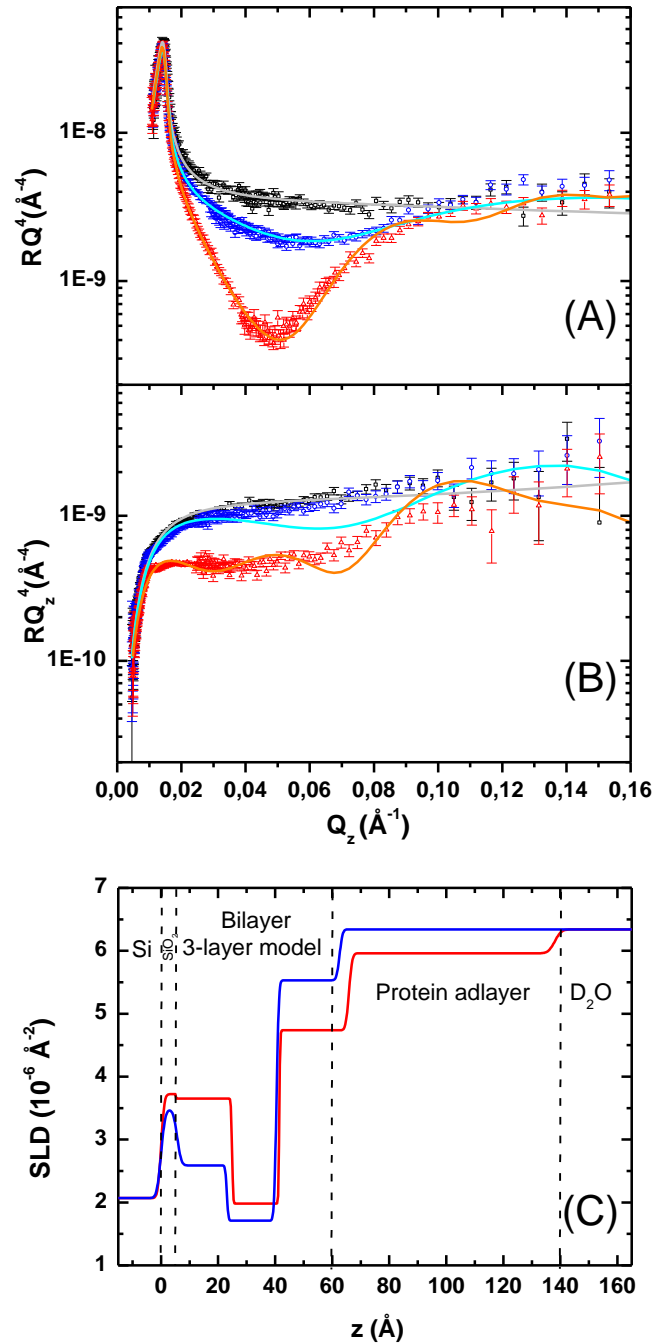 RQ⁴(Å⁻⁴)
1E-8
1E-9
(A)
RQz⁴(Å⁻⁴)
1E-9
1E-10
(B)
0,00 0,02 0,04 0,06 0,08 0,10 0,12 0,14 0,16
Qz(Å⁻¹)
SLD (10⁻⁶ Å⁻²)
7
6
5
4
3
2
1
Si
SiO₂
Bilayer
3-layer model
Protein adlayer
D₂O
(C)
0 20 40 60 80 100 120 140 160
z (Å)